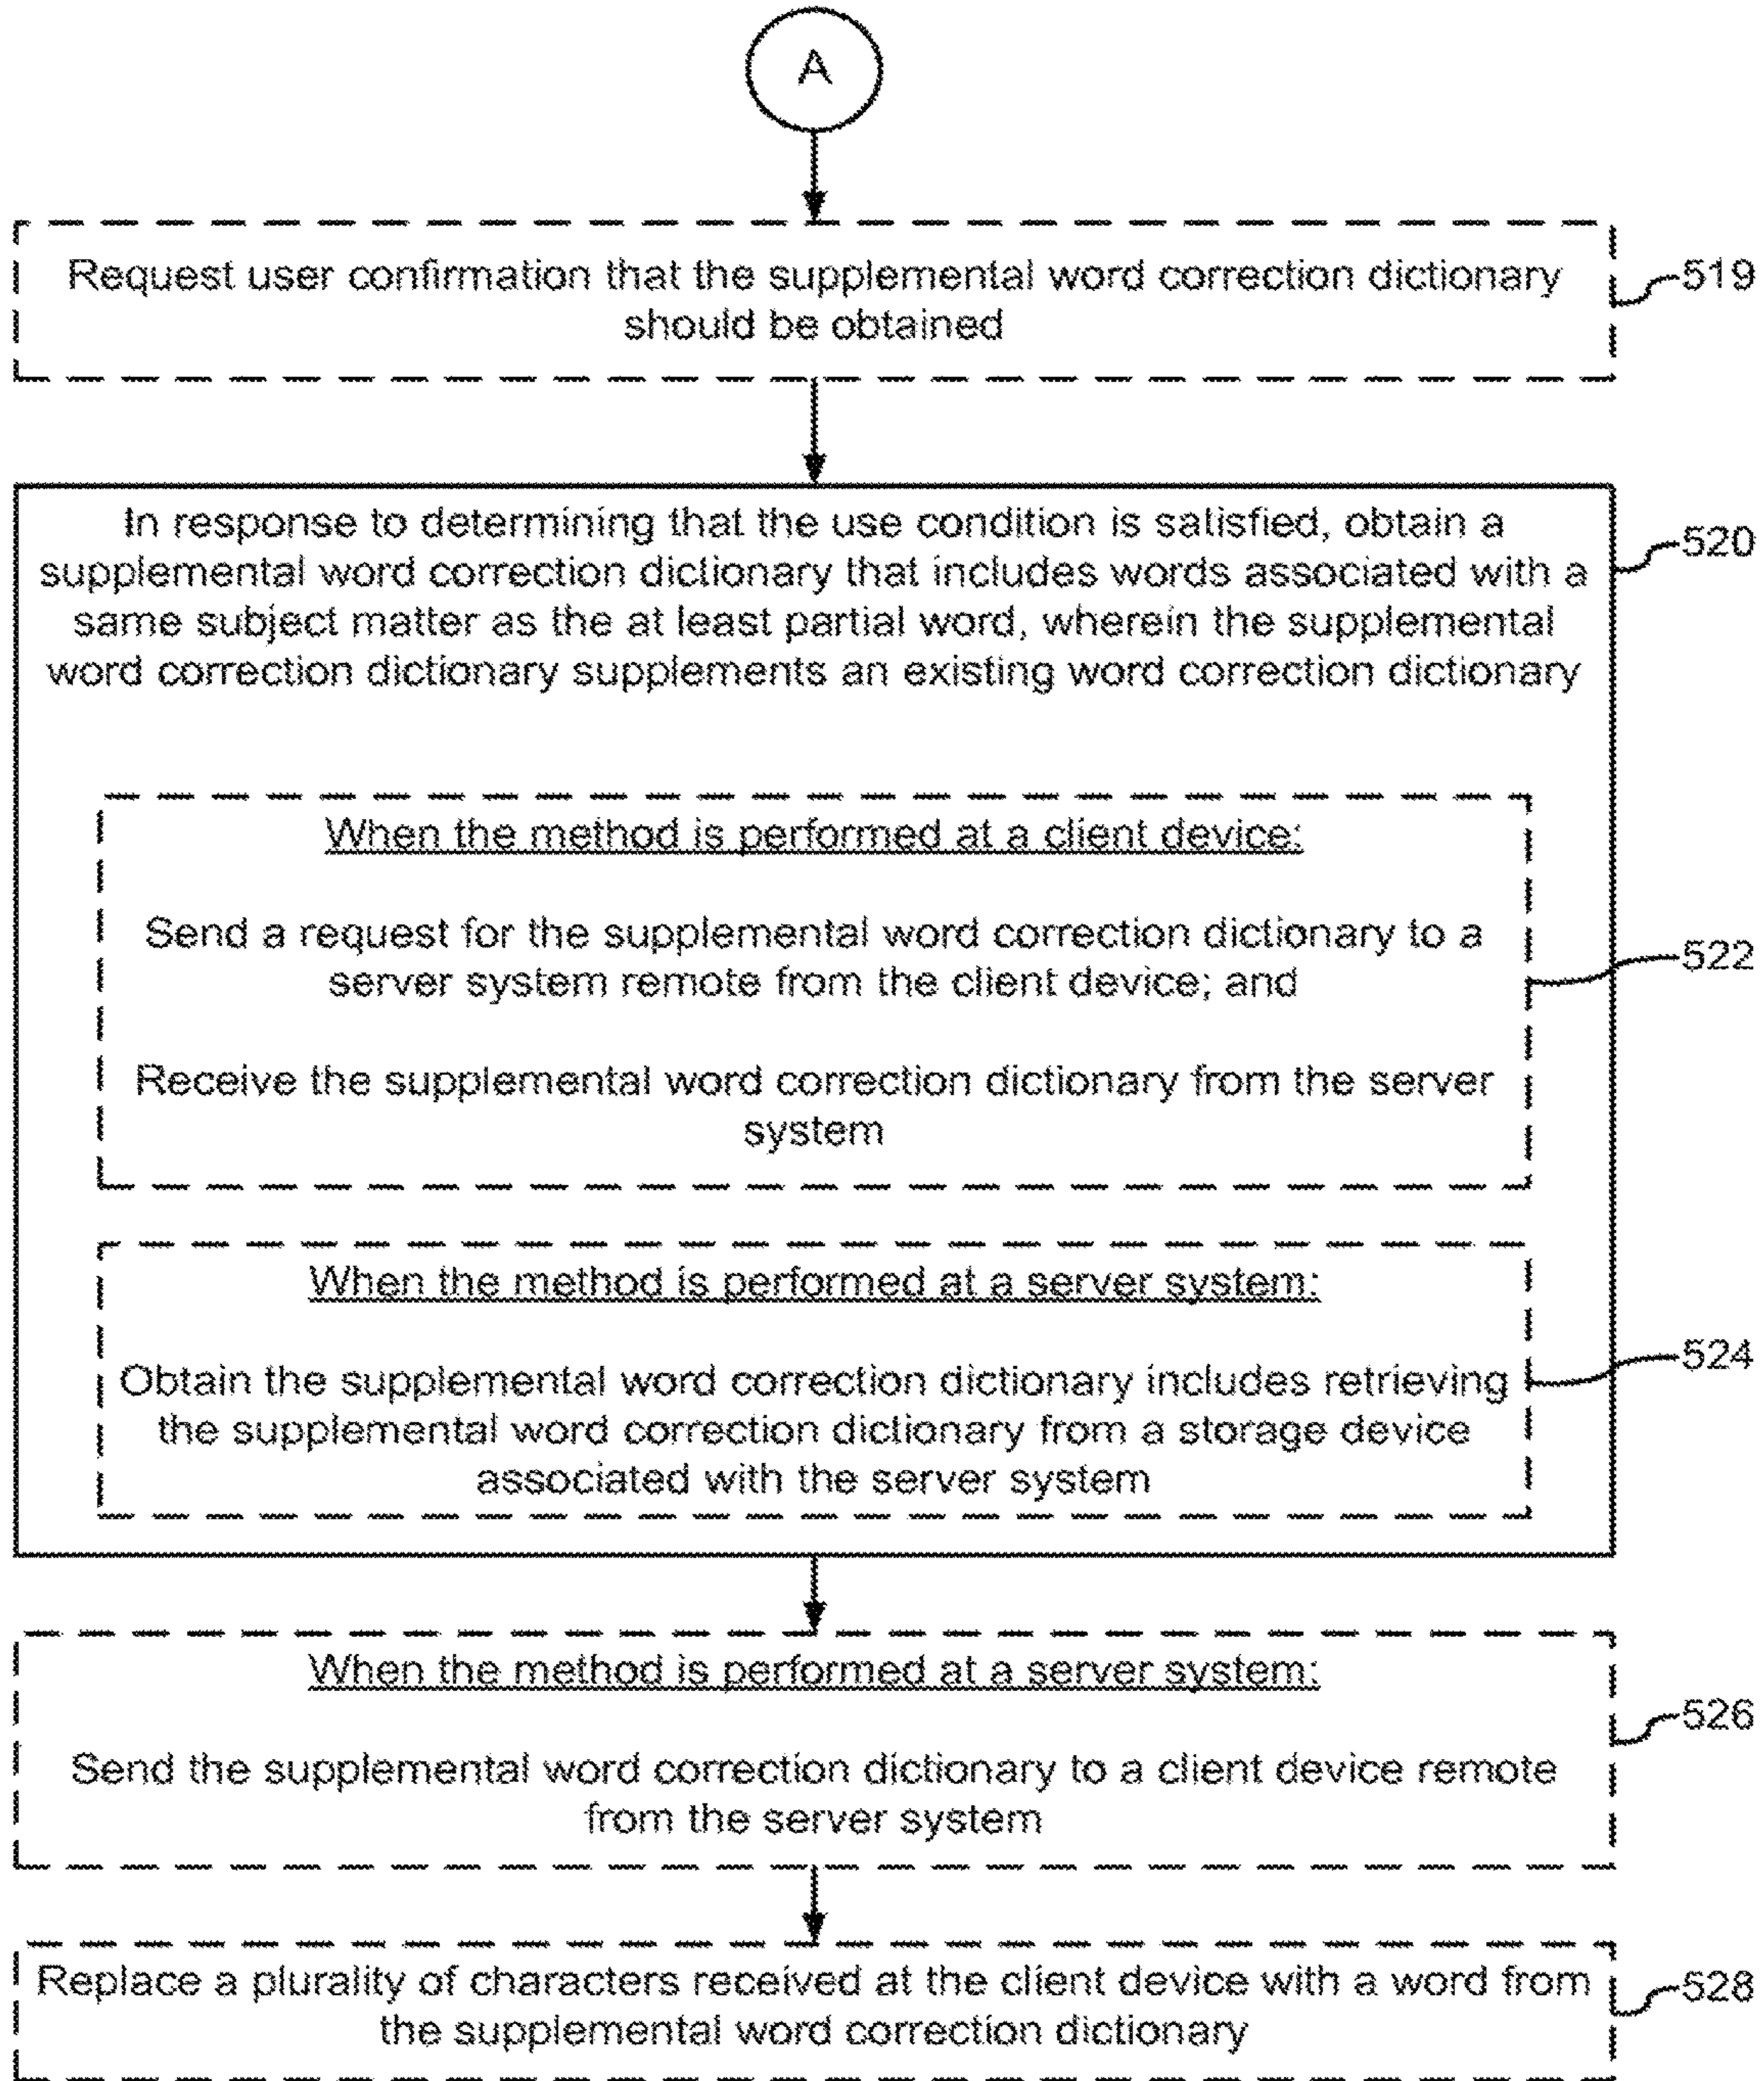 A
Request user confirmation that the supplemental word correction dictionary
should be obtained
519
In response to determining that the use condition is satisfied, obtain a
supplemental word correction dictionary that includes words associated with a
same subject matter as the at least partial word, wherein the supplemental
word correction dictionary supplements an existing word correction dictionary
520
When the method is performed at a client device:
Send a request for the supplemental word correction dictionary to a
server system remote from the client device; and
Receive the supplemental word correction dictionary from the server
system
522
When the method is performed at a server system:
Obtain the supplemental word correction dictionary includes retrieving
the supplemental word correction dictionary from a storage device
associated with the server system
524
When the method is performed at a server system:
Send the supplemental word correction dictionary to a client device remote
from the server system
526
Replace a plurality of characters received at the client device with a word from
the supplemental word correction dictionary
528